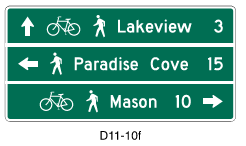 Lakeview 3
Paradise Cove 15
Mason 10
D11-10f